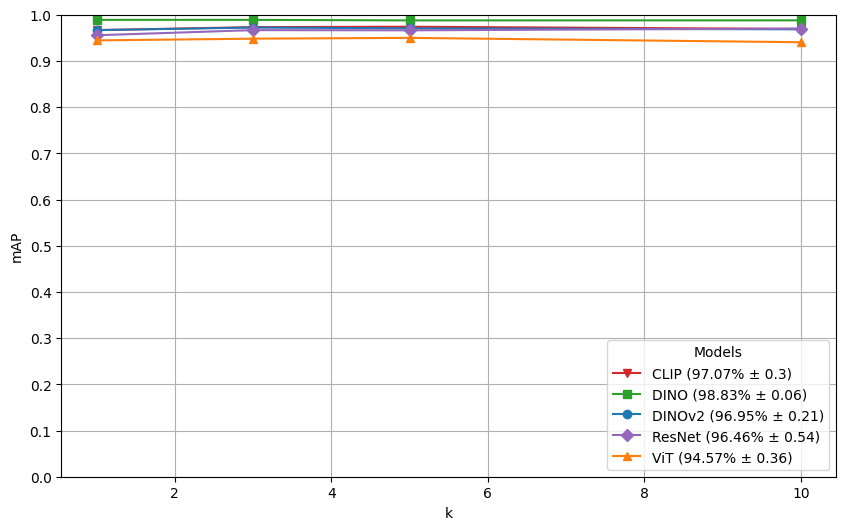 1.0
0.9
0.8
0.7
0.6
0.5
0.4
0.3
0.2
0.1
0.0
mAP
2
4
6
8
10
k
Models
CLIP (97.07% ± 0.3)
DINO (98.83% ± 0.06)
DINOv2 (96.95% ± 0.21)
ResNet (96.46% ± 0.54)
ViT (94.57% ± 0.36)